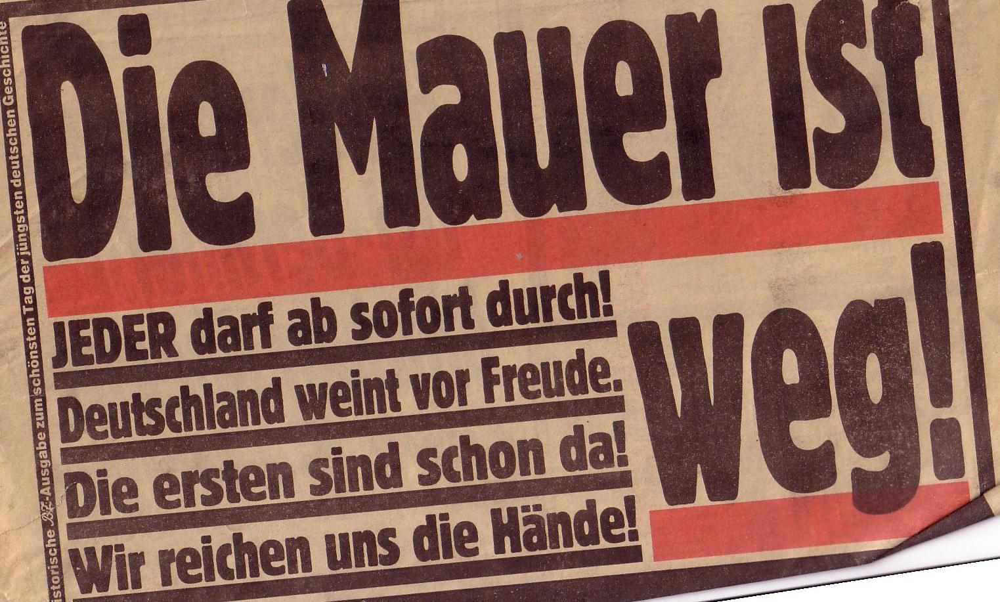 Die Mauer ist
weg!
JEDER darf ab sofort durch!
Deutschland weint vor Freude.
Die ersten sind schon da!
Wir reichen uns die Hände!
istorische BZ-Ausgabe zum schönsten Tag der jüngsten deutschen Geschichte